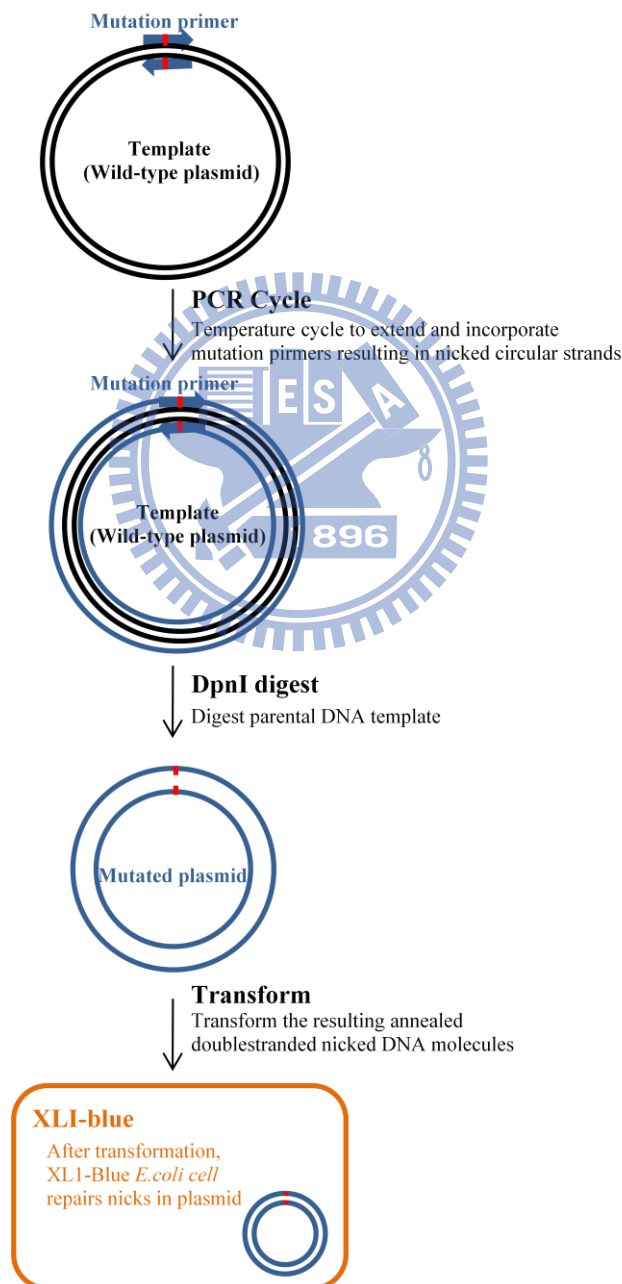 Mutation primer
Template
(Wild-type plasmid)
PCR Cycle
Temperature cycle to extend and incorporate
mutation pirmers resulting in nicked circular strands
Mutation primer
E S A
Template
(Wild-type plasmid)
1896
DpnI digest
Digest parental DNA template
Mutated plasmid
Transform
Transform the resulting annealed
doublestranded nicked DNA molecules
XLI-blue
After transformation,
XL1-Blue E.coli cell
repairs nicks in plasmid